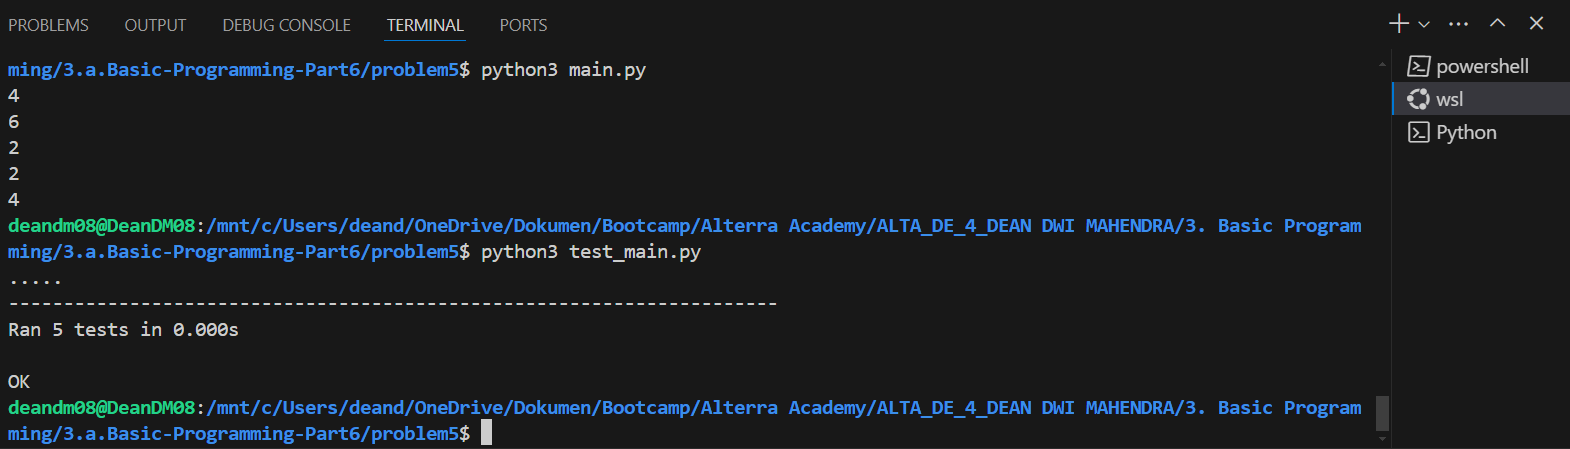 PROBLEMS OUTPUT DEBUG CONSOLE TERMINAL PORTS
ming/3.a.Basic-Programming-Part6/problem5$ python3 main.py
4
6
2
2
4
deandm08@DeanDM08:/mnt/c/Users/deand/OneDrive/Dokumen/Bootcamp/Alterra Academy/ALTA_DE_4_DEAN DWI MAHENDRA/3. Basic Program
ming/3.a.Basic-Programming-Part6/problem5$ python3 test_main.py
.....
----------------------------------------------------------------------
Ran 5 tests in 0.000s
OK
deandm08@DeanDM08:/mnt/c/Users/deand/OneDrive/Dokumen/Bootcamp/Alterra Academy/ALTA_DE_4_DEAN DWI MAHENDRA/3. Basic Program
ming/3.a.Basic-Programming-Part6/problem5$
powershell
wsl
Python